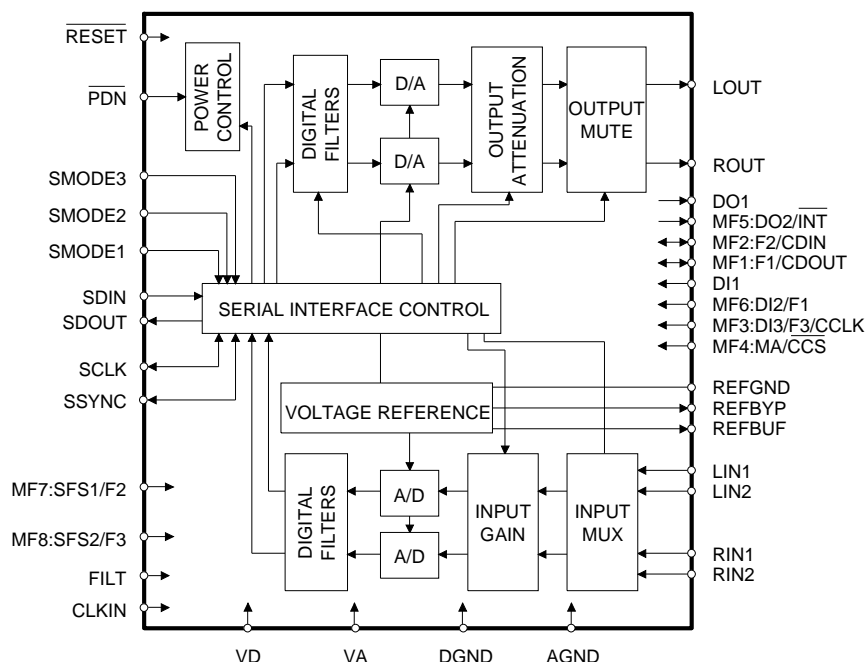 RESET
PDN
SMODE3
SMODE2
SMODE1
SDIN
SDOUT
SCLK
SSYNC
MF7:SFS1/F2
MF8:SFS2/F3
FILT
CLKIN
POWER
CONTROL
DIGITAL
FILTERS
D/A
D/A
OUTPUT
ATTENUATION
OUTPUT
MUTE
SERIAL INTERFACE CONTROL
VOLTAGE REFERENCE
DIGITAL
FILTERS
A/D
A/D
INPUT
GAIN
INPUT
MUX
LOUT
ROUT
DO1
MF5:DO2/INT
MF2:F2/CDIN
MF1:F1/CDOUT
DI1
MF6:DI2/F1
MF3:DI3/F3/CCLK
MF4:MA/CCS
REFGND
REFBYP
REFBUF
LIN1
LIN2
RIN1
RIN2
VD
VA
DGND
AGND